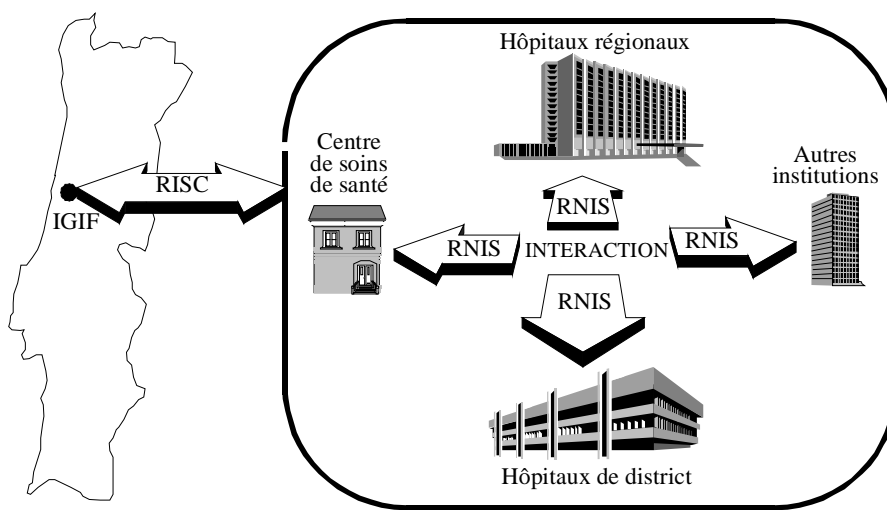 Hôpitaux régionaux
Centre
de soins
de santé
Autres
institutions
RISC
IGIF
RNIS
RNIS
INTERACTION
RNIS
RNIS
Hôpitaux de district